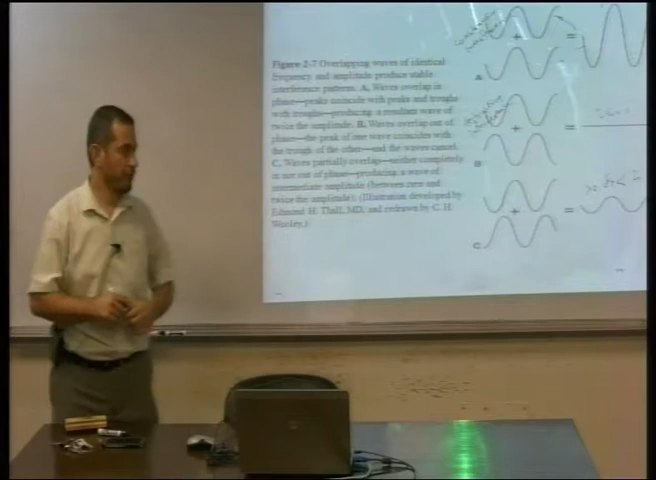 Figure 2-7 Overlapping waves of identical
frequency and amplitude produce stable
interference patterns. A, Waves overlap in
phase—peaks coincide with peaks and troughs
with troughs—producing a resultant wave of
twice the amplitude. B, Waves overlap out of
phase—the peak of one wave coincides with
the trough of the other—and the waves cancel.
C, Waves partially overlap—neither completely
in nor out of phase—producing a wave of
intermediate amplitude (between zero and
twice the amplitude). (Illustration developed by
Edmond H. Thall, MD, and redrawn by C. H.
Wooley.)
+ =
A
+ =
B
+ =
C